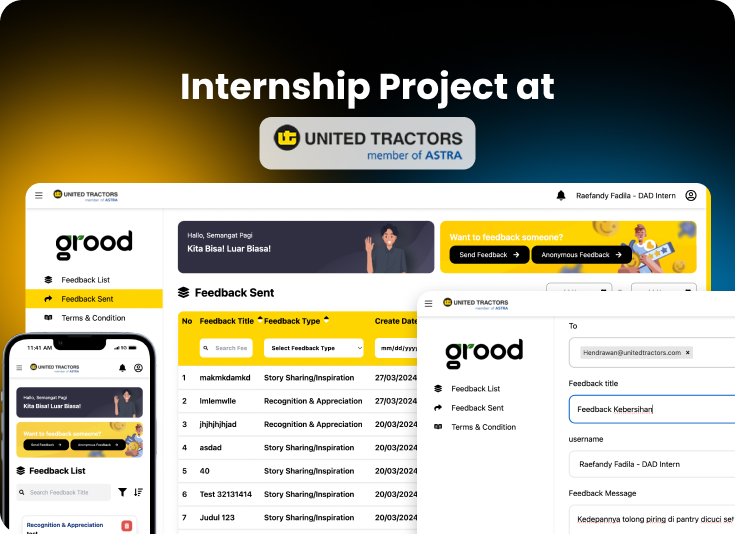 Internship Project at
UNITED TRACTORS
member of ASTRA
UNITED TRACTORS
member of ASTRA
Raefandy Fadila - DAD Intern
grood
Feedback List
Feedback Sent
Terms & Condition
Hallo, Semangat Pagi
Kita Bisa! Luar Biasa!
Want to feedback someone?
Send Feedback
Anonymous Feedback
Feedback Sent
No Feedback Title Feedback Type Create Date
Search Fee Select Feedback Type mm/dd/yyyy
1 makmkdamkd Story Sharing/Inspiration 27/03/2024
2 lmlemwlle Recognition & Appreciation 27/03/2024
3 jhjhjhjhjad Recognition & Appreciation 20/03/2024
4 asdad Story Sharing/Inspiration 20/03/2024
5 40 Story Sharing/Inspiration 20/03/2024
6 Test 32131414 Story Sharing/Inspiration 20/03/2024
7 Judul 123 Story Sharing/Inspiration 20/03/2024
11:41 AM 5G
UNITED TRACTORS
member of ASTRA
Hallo, Semangat Pagi
Kita Bisa! Luar Biasa!
Want to feedback someone?
Send Feedback
Anonymous Feedback
Feedback List
Search Feedback Title
Recognition & Appreciation
test
UNITED TRACTORS
member of ASTRA
grood
Feedback List
Feedback Sent
Terms & Condition
To
Hendrawan@unitedtractors.com ×
Feedback title
Feedback Kebersihan
username
Raefandy Fadila - DAD Intern
Feedback Message
Kedepannya tolong piring di pantry dicuci set